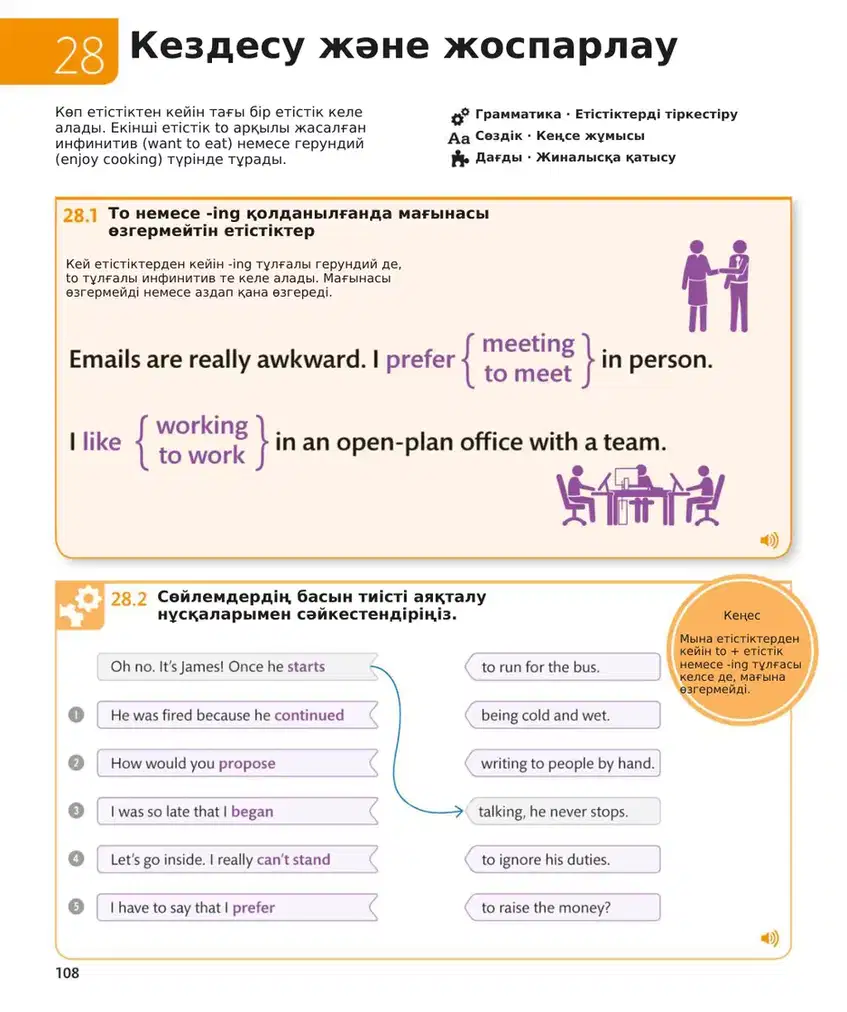 28
Кездесу және жоспарлау
Көп етістіктен кейін тағы бір етістік келе
алады. Екінші етістік to арқылы жасалған
инфинитив (want to eat) немесе герундий
(enjoy cooking) түрінде тұрады.
Грамматика · Етістіктерді тіркестіру
Aa Сөздік · Кеңсе жұмысы
Дағды · Жиналысқа қатысу
28.1 To немесе -ing қолданылғанда мағынасы
өзгермейтін етістіктер
Кей етістіктерден кейін -ing тұлғалы герундий де,
to тұлғалы инфинитив те келе алады. Мағынасы
өзгермейді немесе аздап қана өзгереді.
Emails are really awkward. I prefer { meeting
to meet } in person.
I like { working
to work } in an open-plan office with a team.
28.2 Сөйлемдердің басын тиісті аяқталу
нұсқаларымен сәйкестендіріңіз.
Кеңес
Мына етістіктерден
кейін to + етістік
немесе -ing тұлғасы
келсе де, мағына
өзгермейді.
Oh no. It's James! Once he starts
to run for the bus.
1 He was fired because he continued
being cold and wet.
2 How would you propose
writing to people by hand.
3 I was so late that I began
talking, he never stops.
4 Let's go inside. I really can't stand
to ignore his duties.
5 I have to say that I prefer
to raise the money?
108